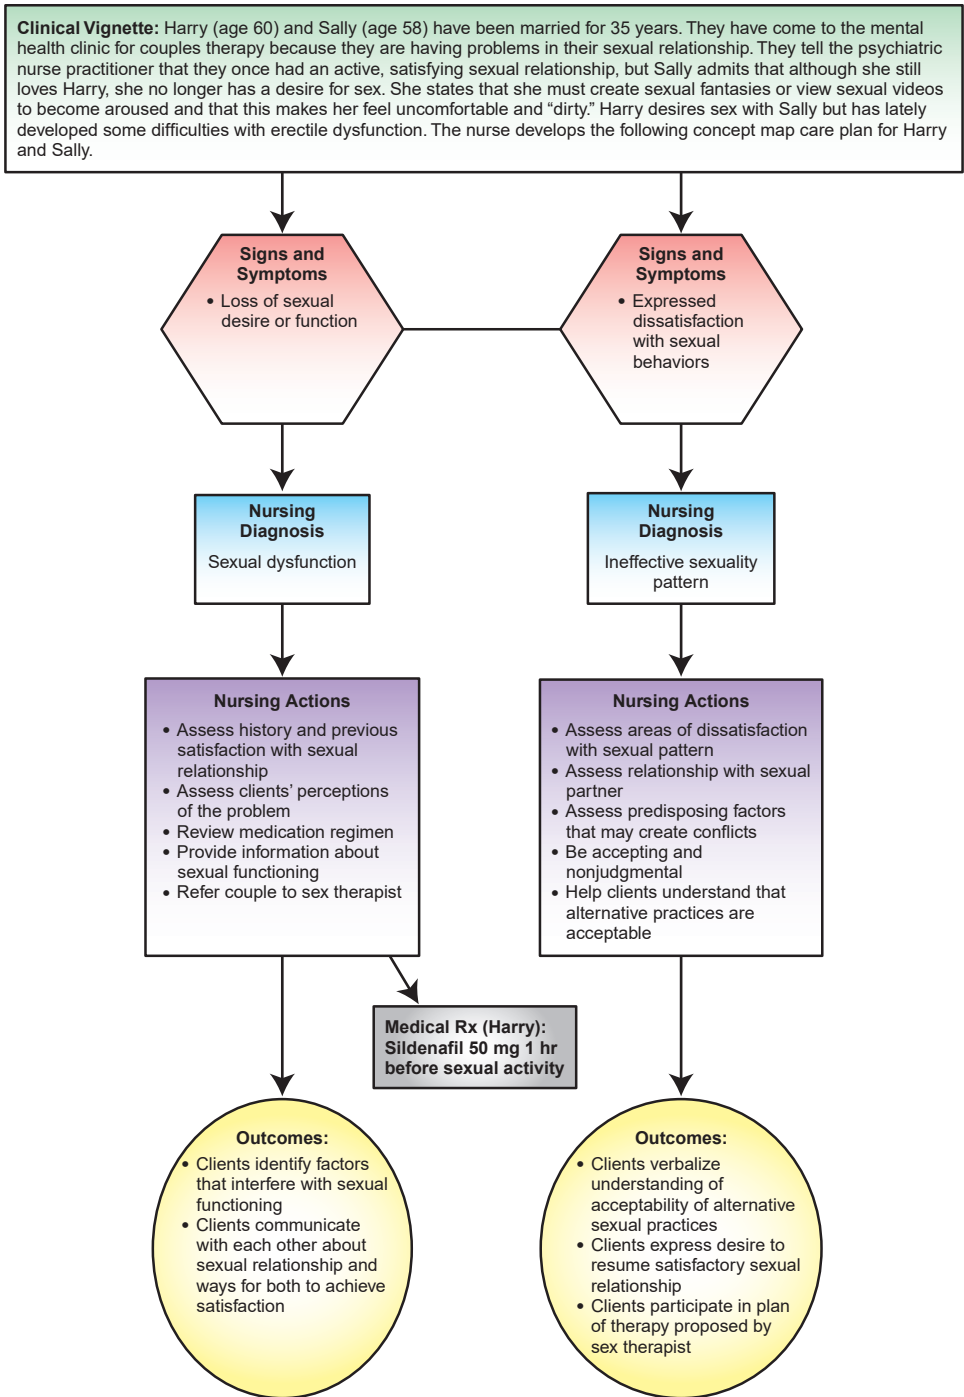 Clinical Vignette: Harry (age 60) and Sally (age 58) have been married for 35 years. They have come to the mental
health clinic for couples therapy because they are having problems in their sexual relationship. They tell the psychiatric
nurse practitioner that they once had an active, satisfying sexual relationship, but Sally admits that although she still
loves Harry, she no longer has a desire for sex. She states that she must create sexual fantasies or view sexual videos
to become aroused and that this makes her feel uncomfortable and “dirty.” Harry desires sex with Sally but has lately
developed some difficulties with erectile dysfunction. The nurse develops the following concept map care plan for Harry
and Sally.
Signs and
Symptoms
• Loss of sexual
desire or function
Signs and
Symptoms
• Expressed
dissatisfaction
with sexual
behaviors
Nursing
Diagnosis
Sexual dysfunction
Nursing
Diagnosis
Ineffective sexuality
pattern
Nursing Actions
• Assess history and previous
satisfaction with sexual
relationship
• Assess clients’ perceptions
of the problem
• Review medication regimen
• Provide information about
sexual functioning
• Refer couple to sex therapist
Nursing Actions
• Assess areas of dissatisfaction
with sexual pattern
• Assess relationship with sexual
partner
• Assess predisposing factors
that may create conflicts
• Be accepting and
nonjudgmental
• Help clients understand that
alternative practices are
acceptable
Medical Rx (Harry):
Sildenafil 50 mg 1 hr
before sexual activity
Outcomes:
• Clients identify factors
that interfere with sexual
functioning
• Clients communicate
with each other about
sexual relationship and
ways for both to achieve
satisfaction
Outcomes:
• Clients verbalize
understanding of
acceptability of alternative
sexual practices
• Clients express desire to
resume satisfactory sexual
relationship
• Clients participate in plan
of therapy proposed by
sex therapist